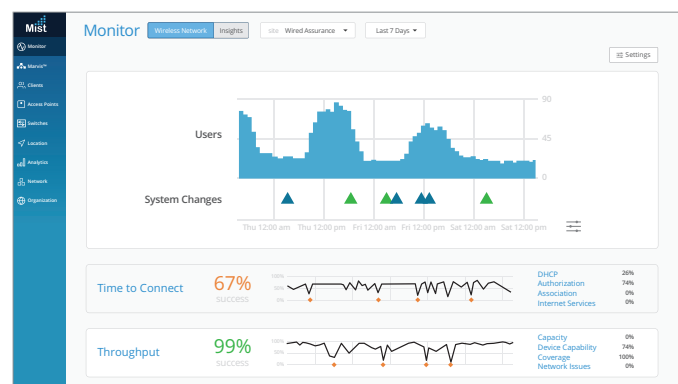 Mist
Monitor
Marvis™
Clients
Access Points
Switches
Location
Analytics
Network
Organization
Monitor
Wireless Network
Insights
site Wired Assurance
Last 7 Days
Settings
Users
90
45
0
System Changes
Thu 12:00 am Thu 12:00 pm Fri 12:00 am Fri 12:00 pm Sat 12:00 am Sat 12:00 pm
Time to Connect
67%
success
100%
50%
0%
DHCP 26%
Authorization 74%
Association 0%
Internet Services 0%
Throughput
99%
success
100%
50%
0%
Capacity 0%
Device Capability 74%
Coverage 100%
Network Issues 0%